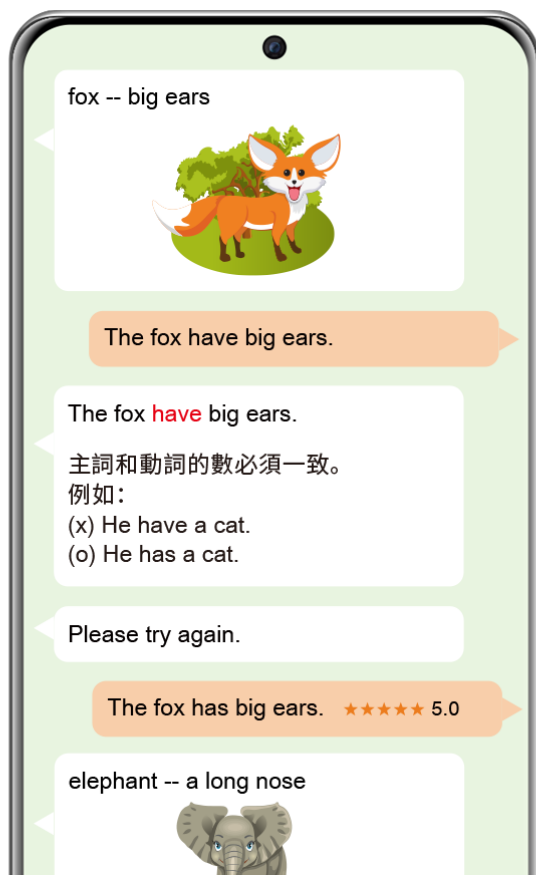 fox -- big ears
The fox have big ears.
The fox have big ears.
主詞和動詞的數必須一致。
例如：
(x) He have a cat.
(o) He has a cat.
Please try again.
The fox has big ears. ★★★★★ 5.0
elephant -- a long nose